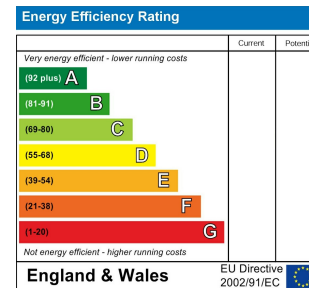 Energy Efficiency Rating
Current Potenti
Very energy efficient - lower running costs
(92 plus) A
(81-91) B
(69-80) C
(55-68) D
(39-54) E
(21-38) F
(1-20) G
Not energy efficient - higher running costs
England & Wales
EU Directive
2002/91/EC